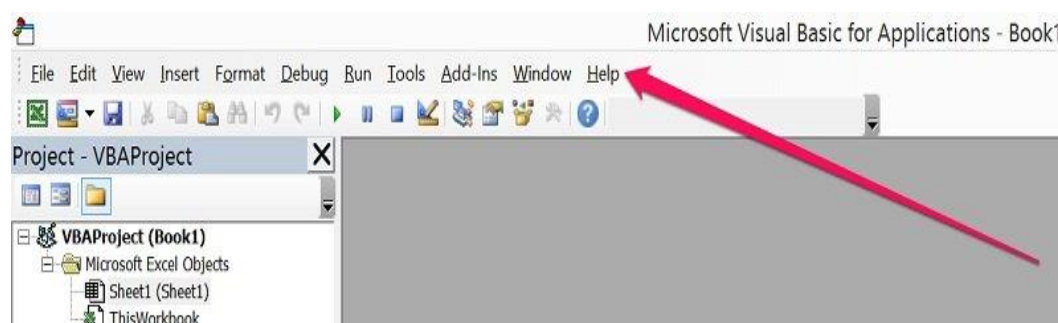 Microsoft Visual Basic for Applications - Book1
File Edit View Insert Format Debug Run Tools Add-Ins Window Help
Project - VBAProject
VBAProject (Book1)
Microsoft Excel Objects
Sheet1 (Sheet1)
ThisWorkbook